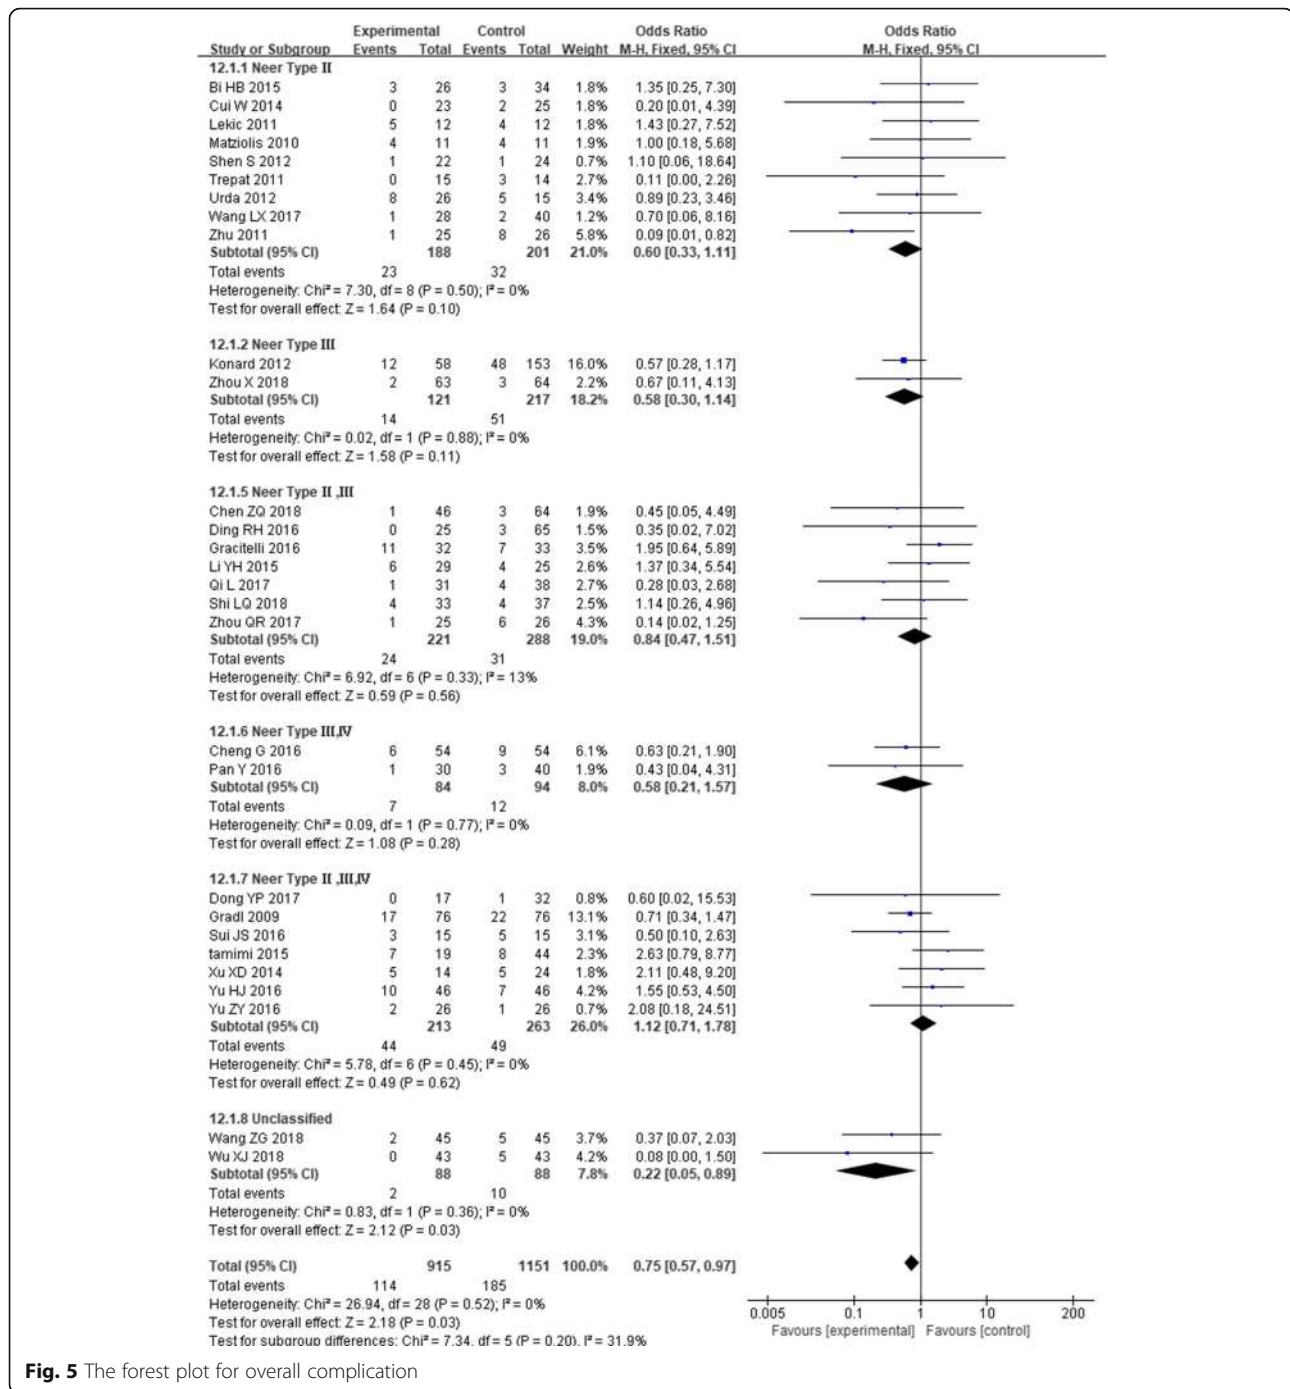 Experimental Control Odds Ratio Odds Ratio
Study or Subgroup Events Total Events Total Weight M-H, Fixed, 95% CI M-H, Fixed, 95% CI
12.1.1 Neer Type II
Bi HB 2015 3 26 3 34 1.8% 1.35 [0.25, 7.30]
Cui W 2014 0 23 2 25 1.8% 0.20 [0.01, 4.39]
Lekic 2011 5 12 4 12 1.8% 1.43 [0.27, 7.52]
Matziolis 2010 4 11 4 11 1.9% 1.00 [0.18, 5.68]
Shen S 2012 1 22 1 24 0.7% 1.10 [0.06, 18.64]
Trepat 2011 0 15 3 14 2.7% 0.11 [0.00, 2.26]
Urda 2012 8 26 5 15 3.4% 0.89 [0.23, 3.46]
Wang LX 2017 1 28 2 40 1.2% 0.70 [0.06, 8.16]
Zhu 2011 1 25 8 26 5.8% 0.09 [0.01, 0.82]
Subtotal (95% CI) 188 201 21.0% 0.60 [0.33, 1.11]
Total events 23 32
Heterogeneity: Chi² = 7.30, df = 8 (P = 0.50); I² = 0%
Test for overall effect: Z = 1.64 (P = 0.10)
12.1.2 Neer Type III
Konard 2012 12 58 48 153 16.0% 0.57 [0.28, 1.17]
Zhou X 2018 2 63 3 64 2.2% 0.67 [0.11, 4.13]
Subtotal (95% CI) 121 217 18.2% 0.58 [0.30, 1.14]
Total events 14 51
Heterogeneity: Chi² = 0.02, df = 1 (P = 0.88); I² = 0%
Test for overall effect: Z = 1.58 (P = 0.11)
12.1.5 Neer Type II ,III
Chen ZQ 2018 1 46 3 64 1.9% 0.45 [0.05, 4.49]
Ding RH 2016 0 25 3 65 1.5% 0.35 [0.02, 7.02]
Gracitelli 2016 11 32 7 33 3.5% 1.95 [0.64, 5.89]
Li YH 2015 6 29 4 25 2.6% 1.37 [0.34, 5.54]
Qi L 2017 1 31 4 38 2.7% 0.28 [0.03, 2.68]
Shi LQ 2018 4 33 4 37 2.5% 1.14 [0.26, 4.96]
Zhou QR 2017 1 25 6 26 4.3% 0.14 [0.02, 1.25]
Subtotal (95% CI) 221 288 19.0% 0.84 [0.47, 1.51]
Total events 24 31
Heterogeneity: Chi² = 6.92, df = 6 (P = 0.33); I² = 13%
Test for overall effect: Z = 0.59 (P = 0.56)
12.1.6 Neer Type III,IV
Cheng G 2016 6 54 9 54 6.1% 0.63 [0.21, 1.90]
Pan Y 2016 1 30 3 40 1.9% 0.43 [0.04, 4.31]
Subtotal (95% CI) 84 94 8.0% 0.58 [0.21, 1.57]
Total events 7 12
Heterogeneity: Chi² = 0.09, df = 1 (P = 0.77); I² = 0%
Test for overall effect: Z = 1.08 (P = 0.28)
12.1.7 Neer Type II ,III,IV
Dong YP 2017 0 17 1 32 0.8% 0.60 [0.02, 15.53]
Gradl 2009 17 76 22 76 13.1% 0.71 [0.34, 1.47]
Sui JS 2016 3 15 5 15 3.1% 0.50 [0.10, 2.63]
tamimi 2015 7 19 8 44 2.3% 2.63 [0.79, 8.77]
Xu XD 2014 5 14 5 24 1.8% 2.11 [0.48, 9.20]
Yu HJ 2016 10 46 7 46 4.2% 1.55 [0.53, 4.50]
Yu ZY 2016 2 26 1 26 0.7% 2.08 [0.18, 24.51]
Subtotal (95% CI) 213 263 26.0% 1.12 [0.71, 1.78]
Total events 44 49
Heterogeneity: Chi² = 5.78, df = 6 (P = 0.45); I² = 0%
Test for overall effect: Z = 0.49 (P = 0.62)
12.1.8 Unclassified
Wang ZG 2018 2 45 5 45 3.7% 0.37 [0.07, 2.03]
Wu XJ 2018 0 43 5 43 4.2% 0.08 [0.00, 1.50]
Subtotal (95% CI) 88 88 7.8% 0.22 [0.05, 0.89]
Total events 2 10
Heterogeneity: Chi² = 0.83, df = 1 (P = 0.36); I² = 0%
Test for overall effect: Z = 2.12 (P = 0.03)
Total (95% CI) 915 1151 100.0% 0.75 [0.57, 0.97]
Total events 114 185
Heterogeneity: Chi² = 26.94, df = 28 (P = 0.52); I² = 0%
Test for overall effect: Z = 2.18 (P = 0.03)
Test for subgroup differences: Chi² = 7.34, df = 5 (P = 0.20), I² = 31.9%
0.005 0.1 1 10 200
Favours [experimental] Favours [control]
Fig. 5 The forest plot for overall complication